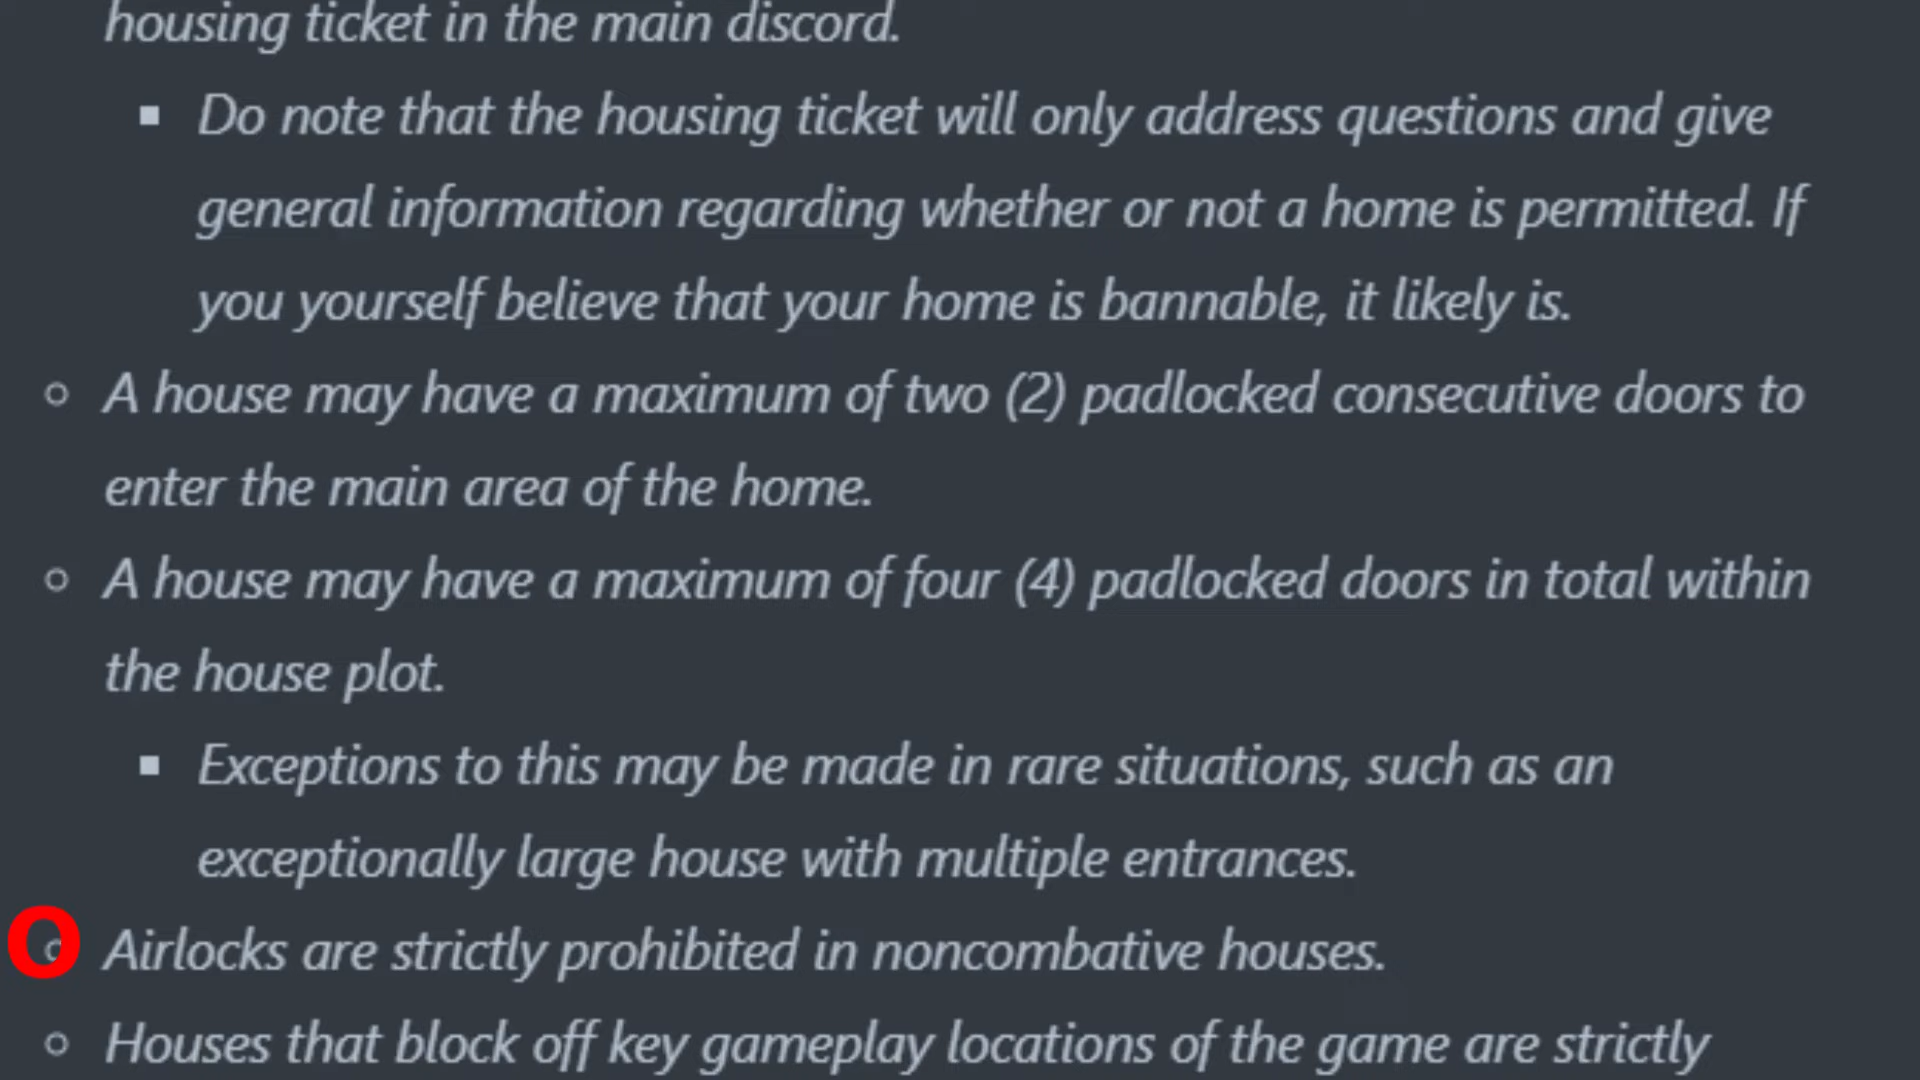 housing ticket in the main discord.
Do note that the housing ticket will only address questions and give
general information regarding whether or not a home is permitted. If
you yourself believe that your home is bannable, it likely is.
A house may have a maximum of two (2) padlocked consecutive doors to
enter the main area of the home.
A house may have a maximum of four (4) padlocked doors in total within
the house plot.
Exceptions to this may be made in rare situations, such as an
exceptionally large house with multiple entrances.
O Airlocks are strictly prohibited in noncombative houses.
Houses that block off key gameplay locations of the game are strictly